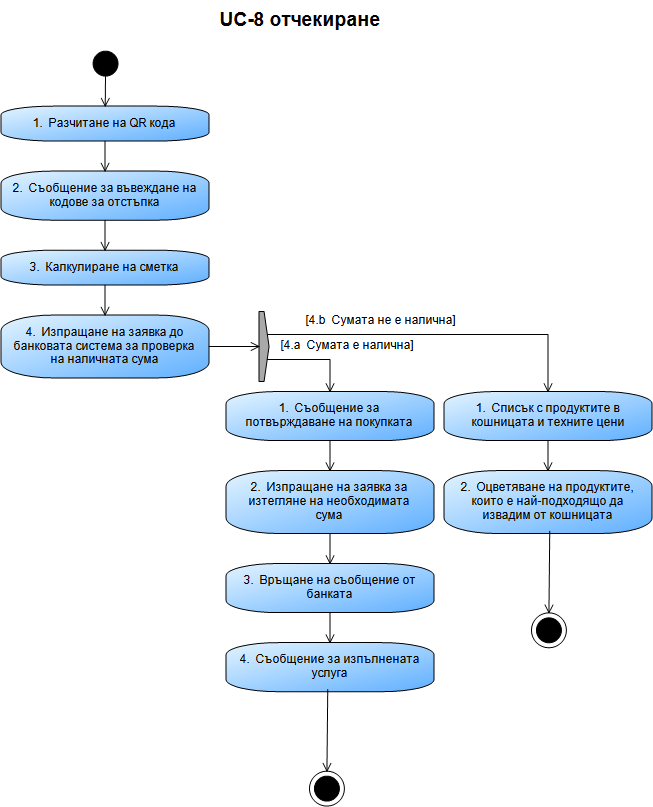 UC-8 отчекиране
1. Разчитане на QR кода
2. Съобщение за въвеждане на
кодове за отстъпка
3. Калкулиране на сметка
4. Изпращане на заявка до
банковата система за проверка
на наличната сума
[4.b Сумата не е налична]
[4.a Сумата е налична]
1. Съобщение за
потвърждаване на покупката
2. Изпращане на заявка за
изтегляне на необходимата
сума
3. Връщане на съобщение от
банката
4. Съобщение за изпълнената
услуга
1. Списък с продуктите в
кошницата и техните цени
2. Оцветяване на продуктите,
които е най-подходящо да
извадим от кошницата